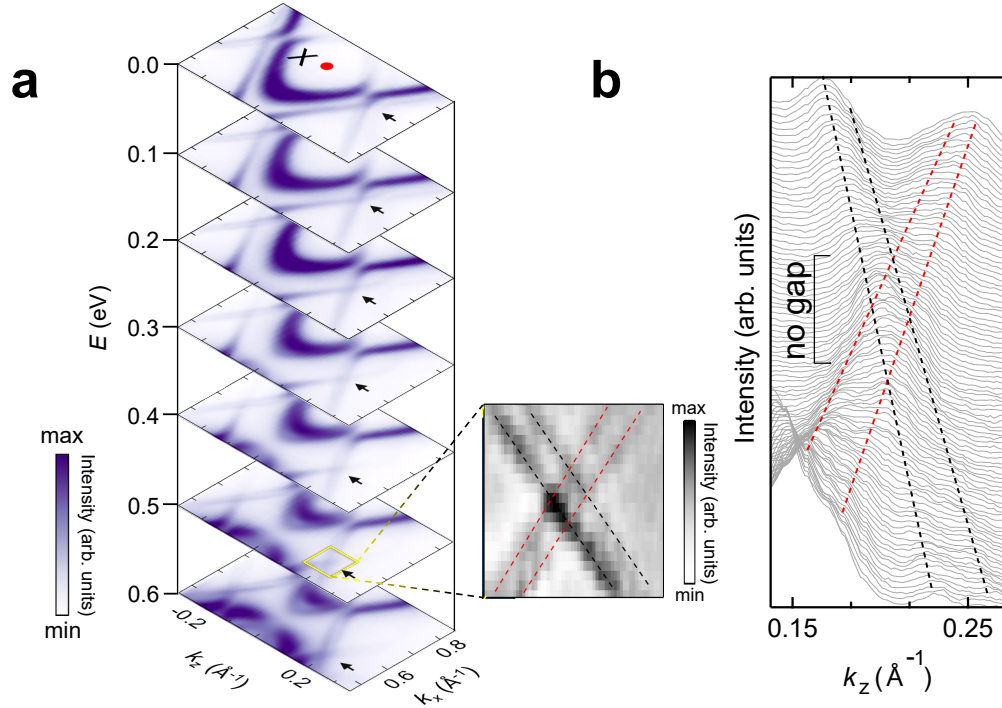 a
X
0.0
0.1
0.2
0.3
0.4
0.5
0.6
E (eV)
max
Intensity (arb. units)
min
-0.2
0.2
k_z (Å⁻¹)
0.6
0.8
k_x (Å⁻¹)
max
Intensity (arb. units)
min
b
Intensity (arb. units)
no gap
0.15
0.25
k_z (Å⁻¹)